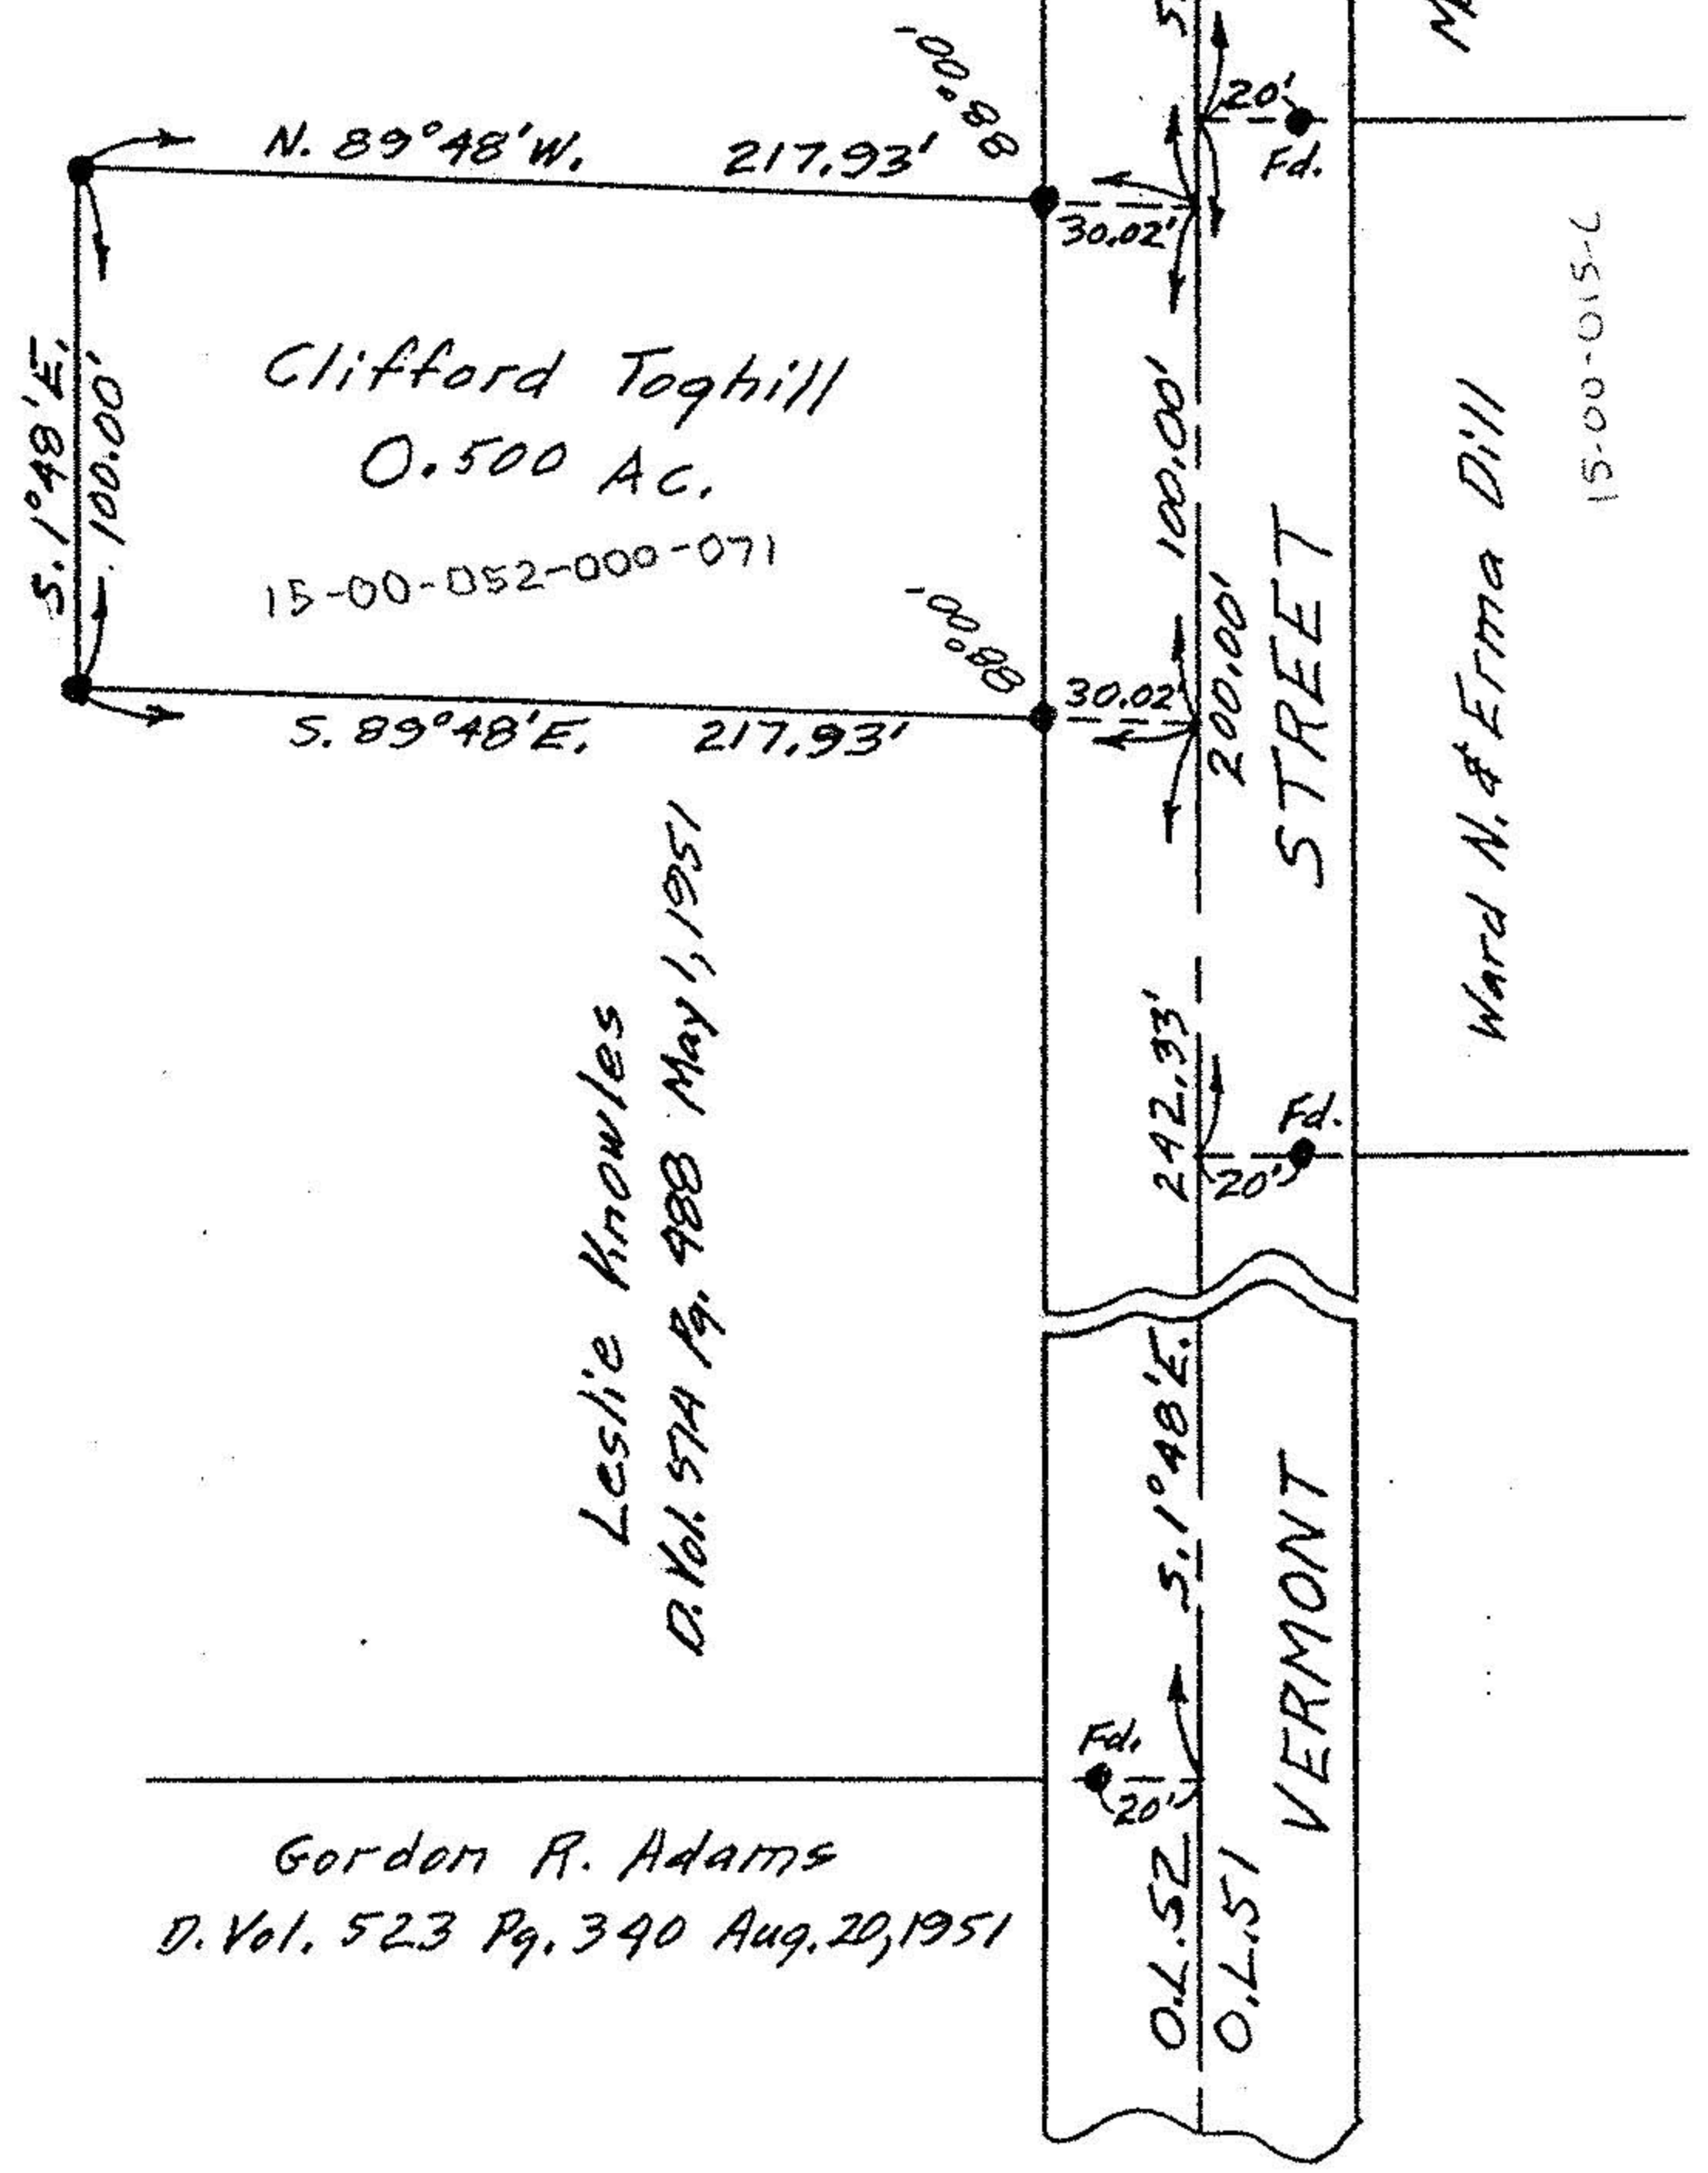 N. 89°48'W. 217.93'
88°00'
20'
Fd.
30.02'
S. 1°48'E.
100.00'
Clifford Toghill
0.500 Ac.
15-00-052-000-071
100.00'
200.00'
88°00'
30.02'
S. 89°48'E. 217.93'
STREET
Ward N. & Erma Dill
15-00-015-C
Leslie Knowles
D. Vol. 574 Pg. 488 May 1, 1951
242.33'
Fd.
20'
S. 1°48'E.
VERMONT
Fd.
20'
Gordon R. Adams
D. Vol. 523 Pg. 340 Aug. 20, 1951
O.L. 52
O.L. 51